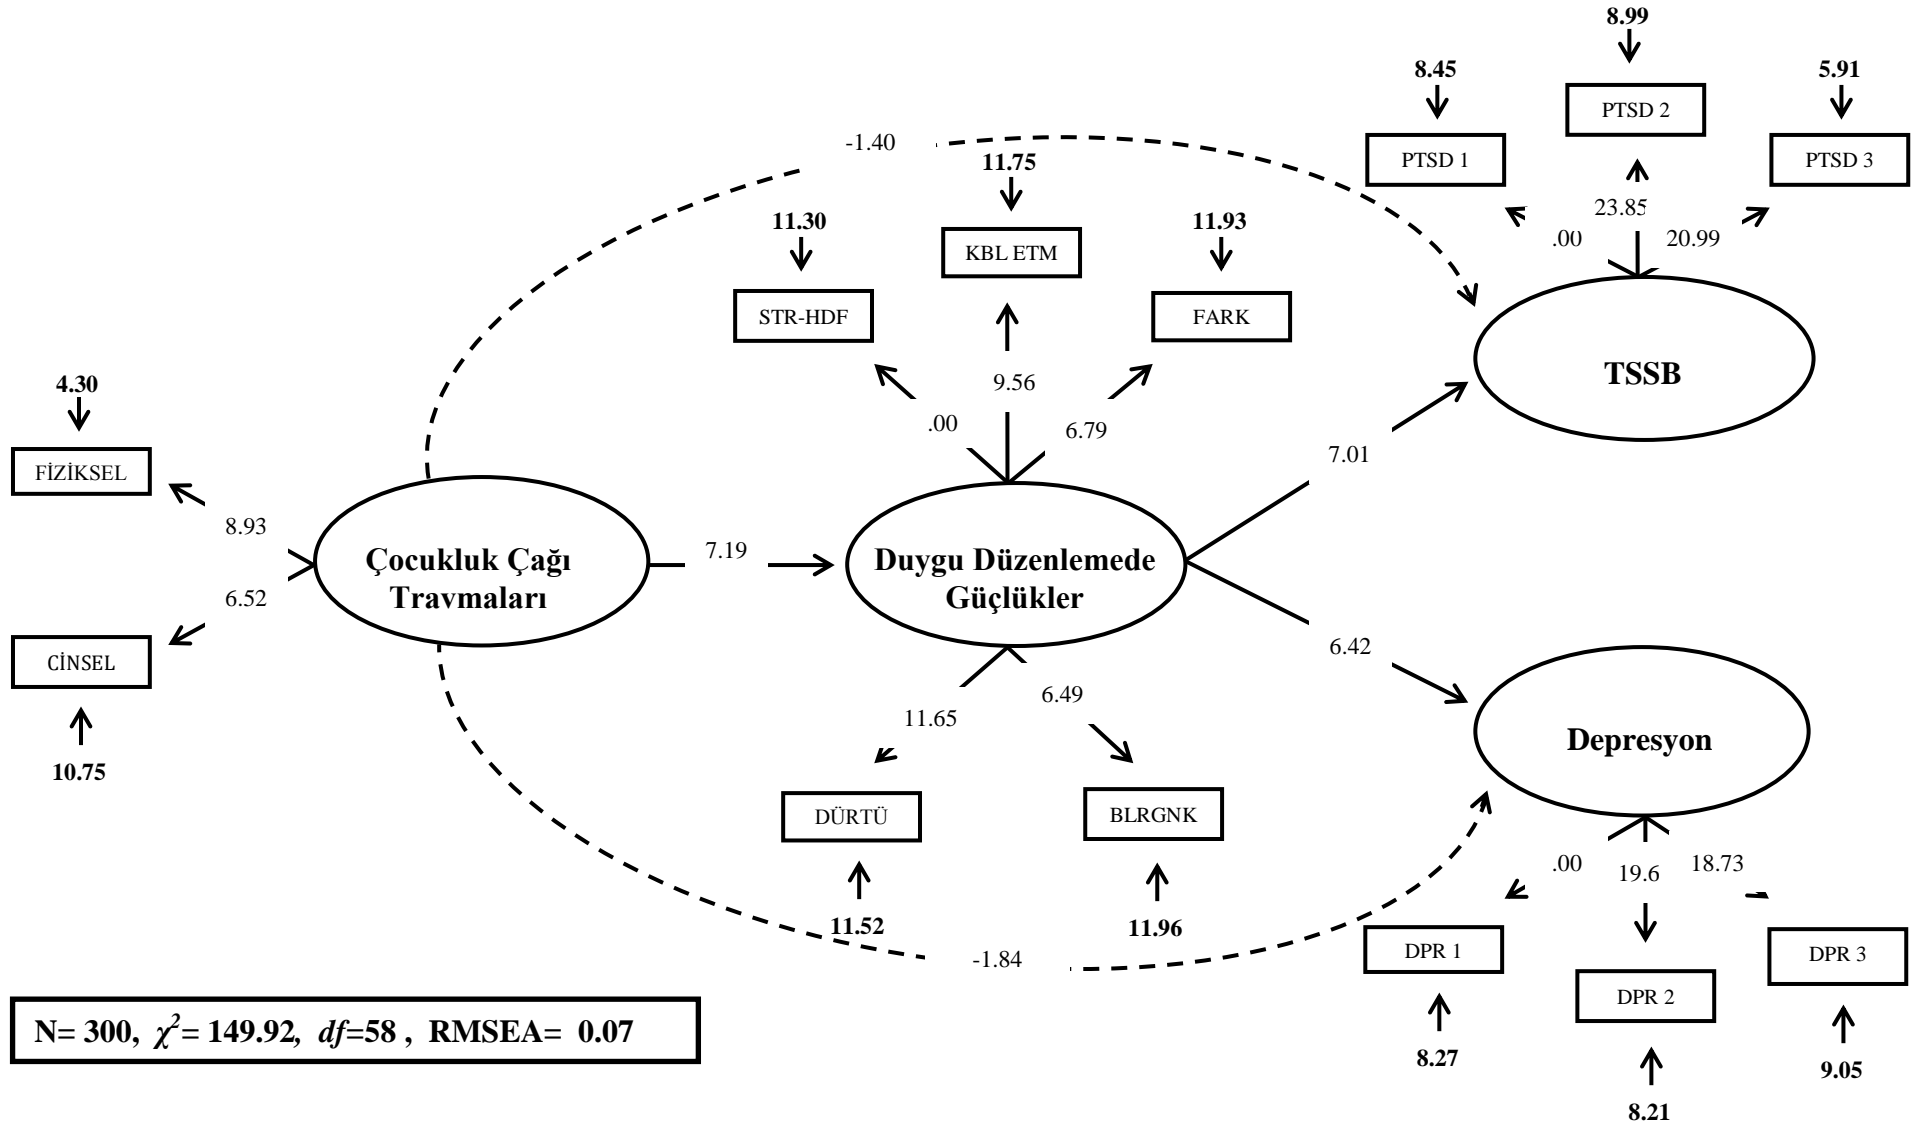 8.99
8.45
5.91
PTSD 2
PTSD 1
PTSD 3
-1.40
11.75
11.30
11.93
23.85
.00
20.99
KBL ETM
STR-HDF
FARK
TSSB
4.30
9.56
.00
6.79
7.01
FİZİKSEL
8.93
7.19
Çocukluk Çağı
Travmaları
Duygu Düzenlemede
Güçlükler
6.52
CİNSEL
6.42
10.75
11.65
6.49
Depresyon
DÜRTÜ
BLRGNK
.00
19.6
18.73
11.52
11.96
-1.84
DPR 1
DPR 2
DPR 3
N= 300, χ²= 149.92, df=58 , RMSEA= 0.07
8.27
9.05
8.21